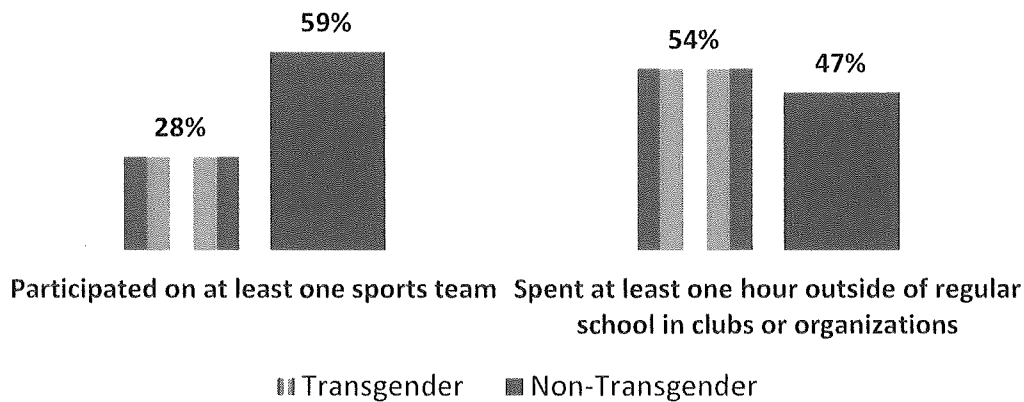 59%
28%
54%
47%
Participated on at least one sports team
Spent at least one hour outside of regular
school in clubs or organizations
Transgender
Non-Transgender